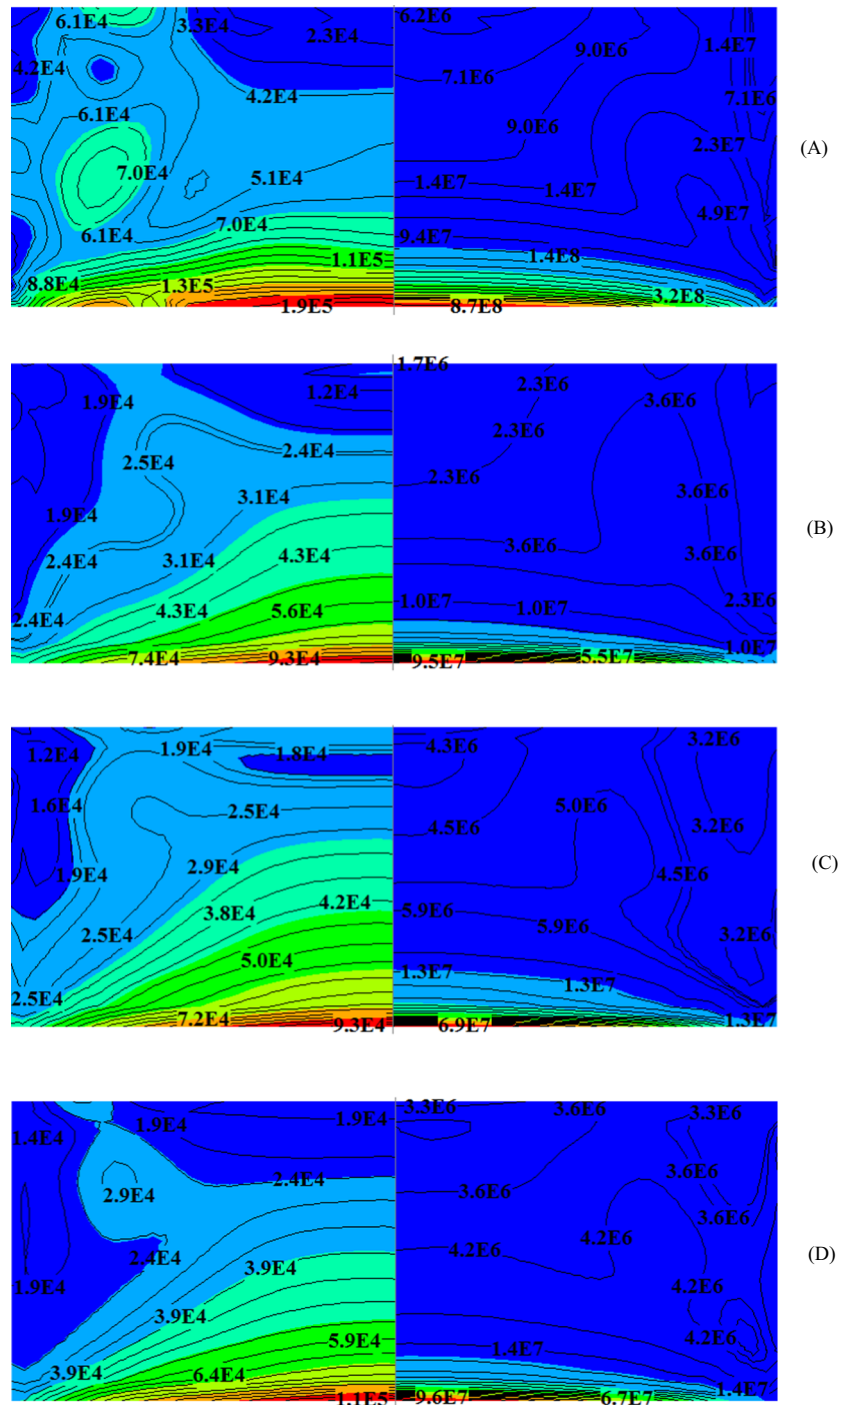 6.1E4 3.3E4 2.3E4 6.2E6 9.0E6 1.4E7
4.2E4 7.1E6 7.1E6
4.2E4
6.1E4 9.0E6 2.3E7
(A)
7.0E4 5.1E4 1.4E7 1.4E7
6.1E4 7.0E4 9.4E7 4.9E7
1.1E5 1.4E8
8.8E4 1.3E5 3.2E8
1.9E5 8.7E8
1.7E6
1.9E4 1.2E4 2.3E6 3.6E6
2.3E6
2.5E4 2.4E4 2.3E6
3.1E4 3.6E6
1.9E4
(B)
2.4E4 3.1E4 4.3E4 3.6E6 3.6E6
2.4E4 4.3E4 5.6E4 1.0E7 1.0E7 2.3E6
7.4E4 9.3E4 9.5E7 5.5E7 1.0E7
1.2E4 1.9E4 1.8E4 4.3E6 3.2E6
1.6E4 2.5E4 4.5E6 5.0E6 3.2E6
(C)
1.9E4 2.9E4 4.5E6
3.8E4 4.2E4 5.9E6 5.9E6
2.5E4 3.2E6
5.0E4 1.3E7 1.3E7
2.5E4
7.2E4 9.3E4 6.9E7 1.3E7
1.4E4 1.9E4 1.9E4 3.3E6 3.6E6 3.3E6
2.9E4 2.4E4 3.6E6 3.6E6
3.6E6
(D)
2.4E4 3.9E4 4.2E6 4.2E6
1.9E4 4.2E6
3.9E4 5.9E4 4.2E6
3.9E4 6.4E4 1.4E7
1.1E5 9.6E7 6.7E7 1.4E7